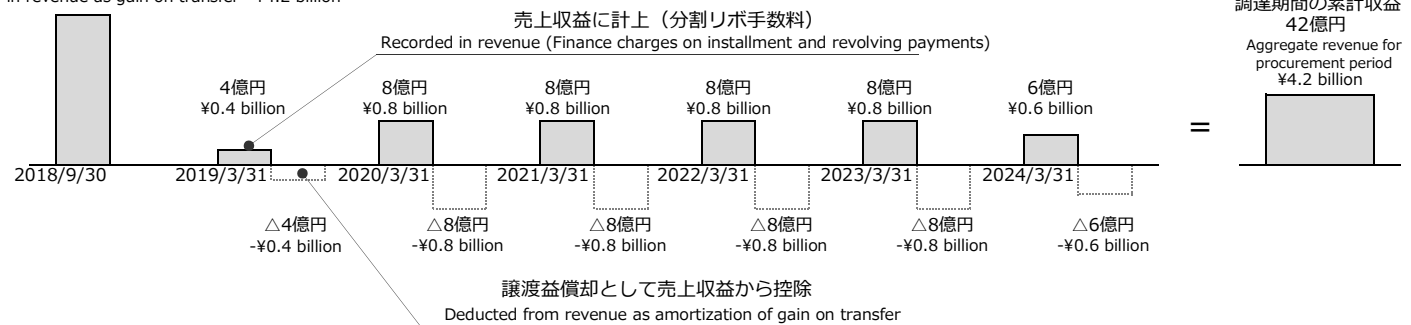 in revenue as gain on transfer
¥4.2 billion
調達期間の累計収益
42億円
Aggregate revenue for
procurement period
¥4.2 billion
売上収益に計上（分割リボ手数料）
Recorded in revenue (Finance charges on installment and revolving payments)
4億円
¥0.4 billion
8億円
¥0.8 billion
8億円
¥0.8 billion
8億円
¥0.8 billion
8億円
¥0.8 billion
6億円
¥0.6 billion
=
2018/9/30
2019/3/31
2020/3/31
2021/3/31
2022/3/31
2023/3/31
2024/3/31
△4億円
-¥0.4 billion
△8億円
-¥0.8 billion
△8億円
-¥0.8 billion
△8億円
-¥0.8 billion
△8億円
-¥0.8 billion
△6億円
-¥0.6 billion
譲渡益償却として売上収益から控除
Deducted from revenue as amortization of gain on transfer